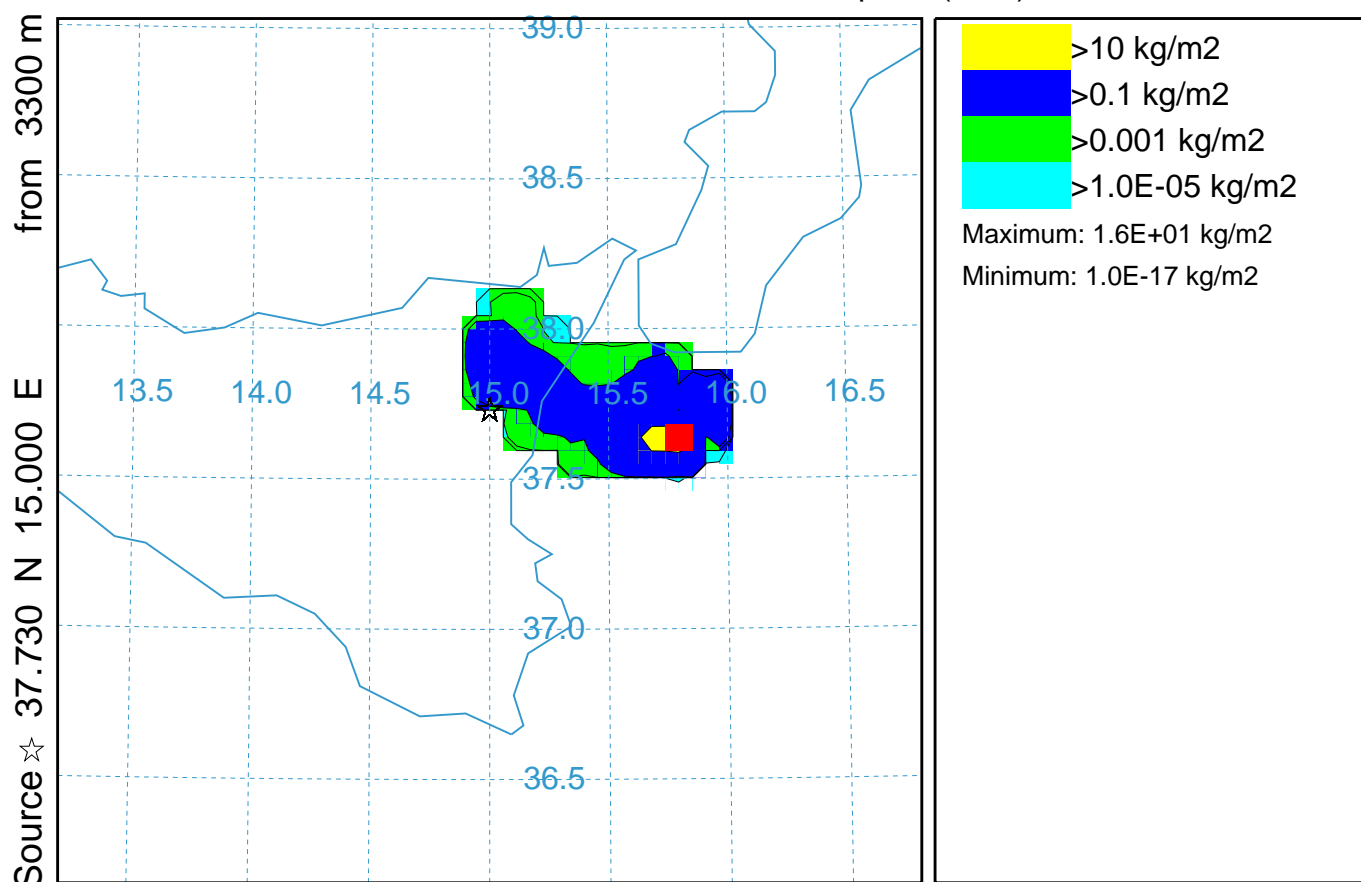 Source ☆ 37.730 N 15.000 E from 3300 m
39.0
38.5
38.0
13.5 14.0 14.5 15.0 15.5 16.0 16.5
37.5
37.0
36.5
>10 kg/m2
>0.1 kg/m2
>0.001 kg/m2
>1.0E-05 kg/m2
Maximum: 1.6E+01 kg/m2
Minimum: 1.0E-17 kg/m2